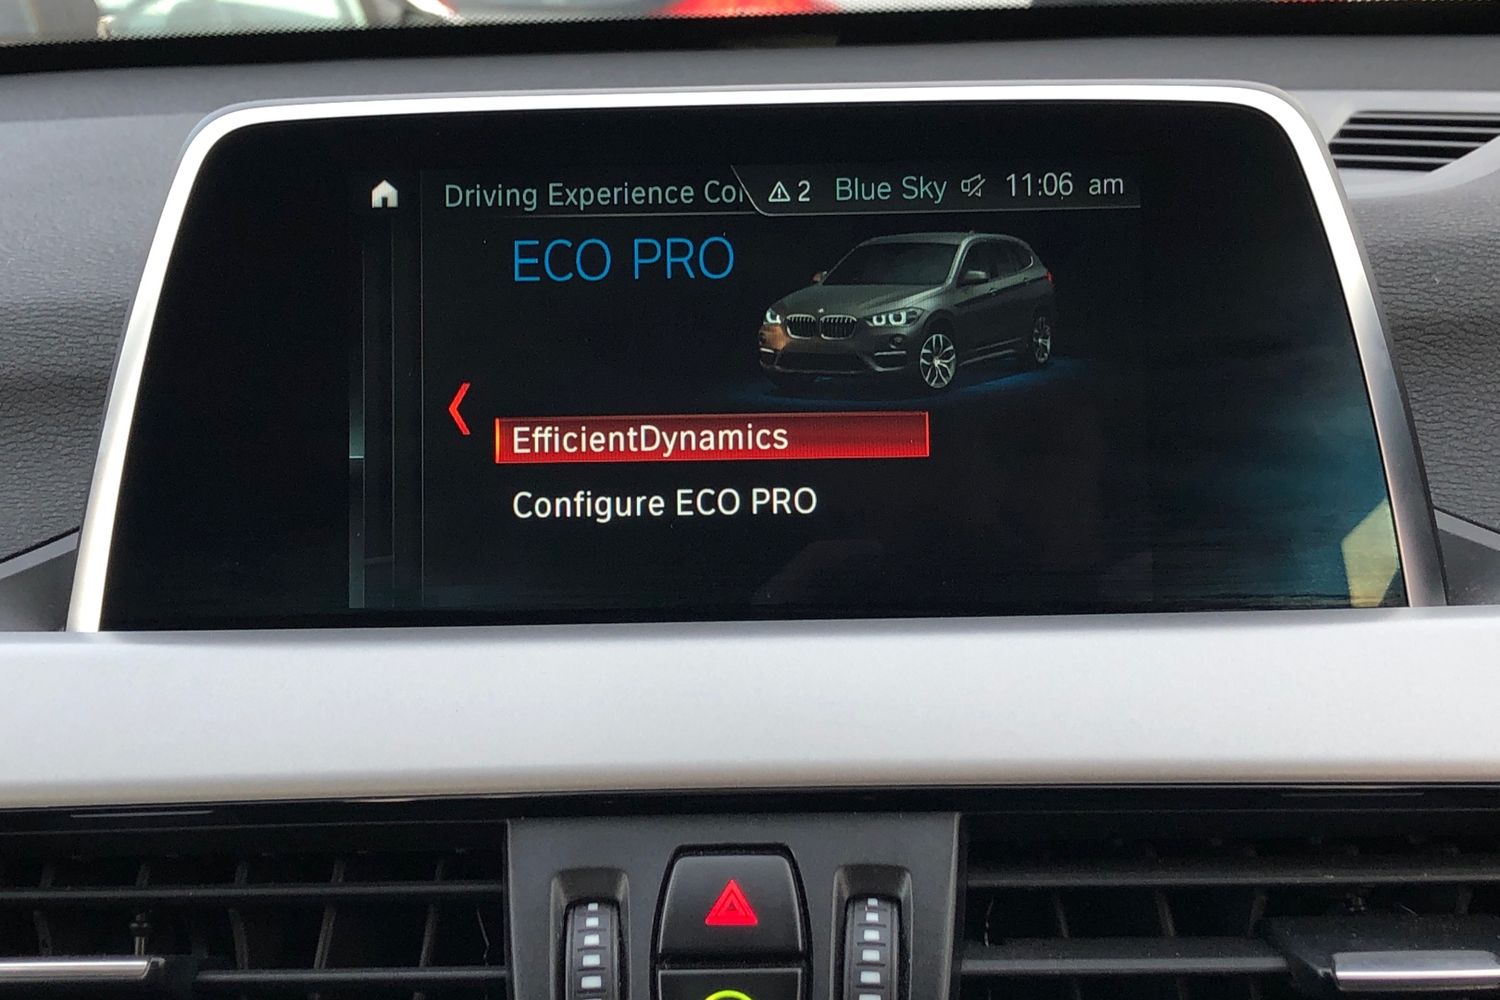 Driving Experience Co
2 Blue Sky 11:06 am
ECO PRO
EfficientDynamics
Configure ECO PRO